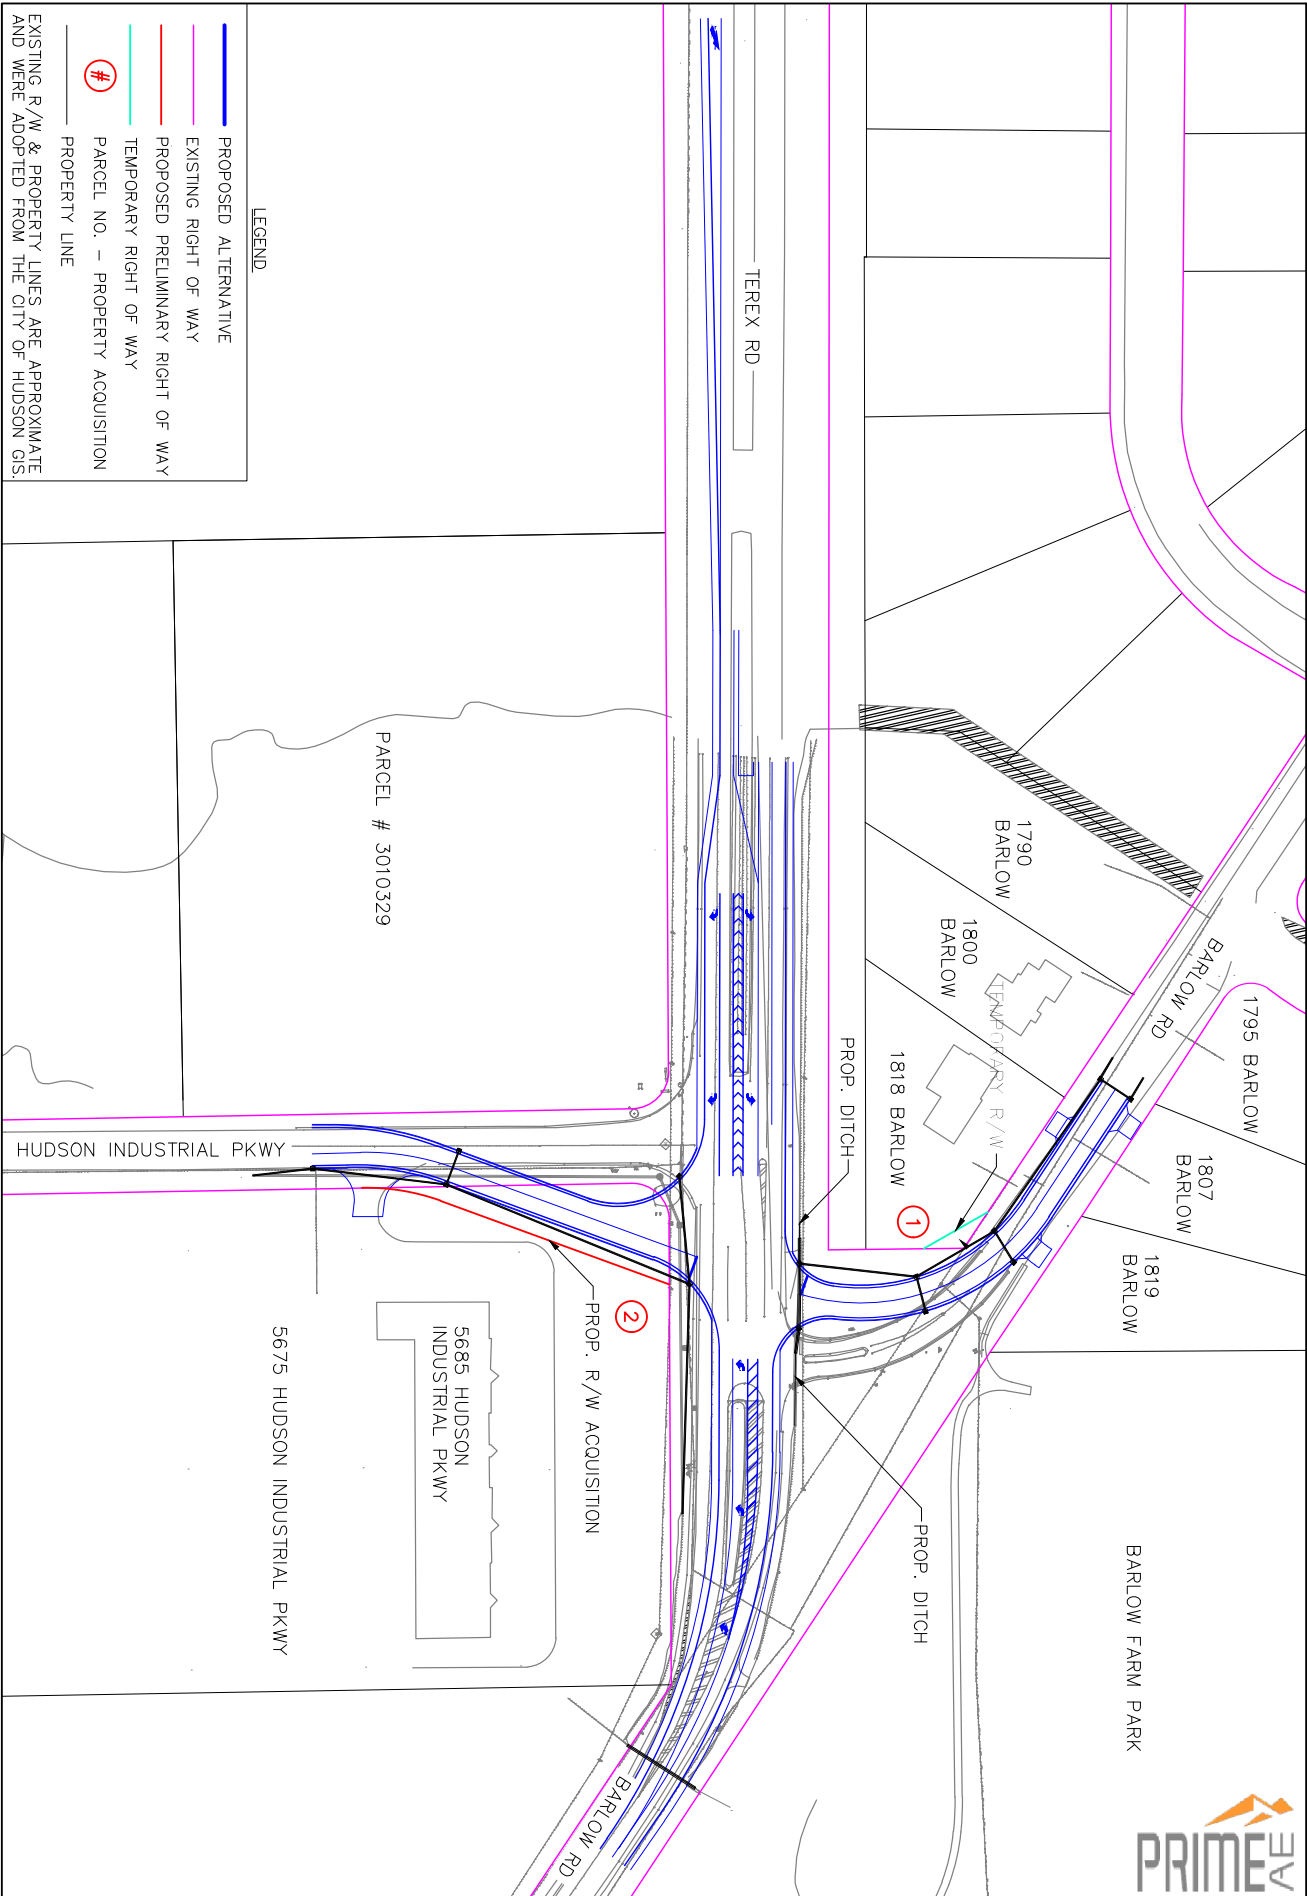 1795 BARLOW
1807
BARLOW
1819
BARLOW
BARLOW FARM PARK
PRIME
AE
BARLOW RD
1790
BARLOW
1800
BARLOW
TEMPORARY R/W
1818 BARLOW
1
PROP. DITCH
PROP. DITCH
TEREX RD
2
PROP. R/W ACQUISITION
BARLOW RD
PARCEL # 3010329
5685 HUDSON
INDUSTRIAL PKWY
5675 HUDSON INDUSTRIAL PKWY
HUDSON INDUSTRIAL PKWY
LEGEND
PROPOSED ALTERNATIVE
EXISTING RIGHT OF WAY
PROPOSED PRELIMINARY RIGHT OF WAY
TEMPORARY RIGHT OF WAY
# PARCEL NO. - PROPERTY ACQUISITION
PROPERTY LINE
EXISTING R/W & PROPERTY LINES ARE APPROXIMATE
AND WERE ADOPTED FROM THE CITY OF HUDSON GIS.